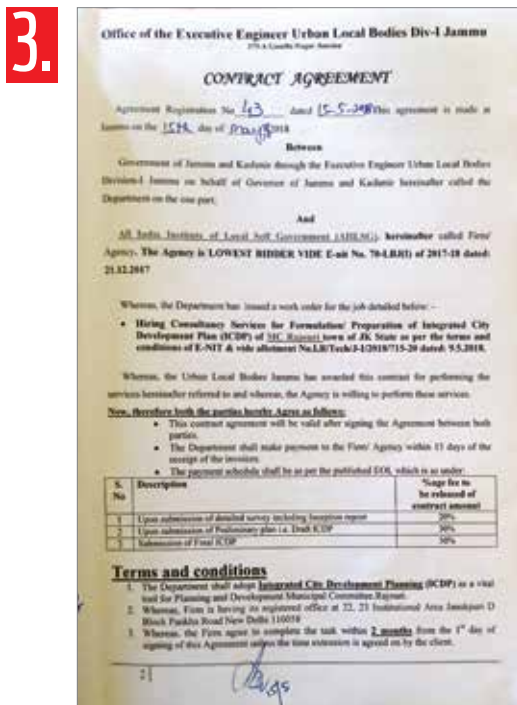 3.
Office of the Executive Engineer Urban Local Bodies Div-I Jammu
CONTRACT AGREEMENT
Agreement Registration No 43 dated 15-5-2018 This agreement is made at
Jammu on the 15th day of May 2018
Between
Government of Jammu and Kashmir through the Executive Engineer Urban Local Bodies
Division-I Jammu on behalf of Governor of Jammu and Kashmir hereinafter called the
Department on the one part.
And
All India Institute of Local Self Government (AIILSG), hereinafter called Firm/
Agency. The Agency is LOWEST BIDDER VIDE E-nit No. 70-LBJ(I) of 2017-18 dated:
21.12.2017
Whereas, the Department has issued a work order for the job detailed below: –
• Hiring Consultancy Services for Formulation/ Preparation of Integrated City
Development Plan (ICDP) of MC Rajouri town of JK State as per the terms and
conditions of E-NIT & vide allotment No.LB/Tech/J-I/2018/715-20 dated: 9.5.2018.
Whereas, the Urban Local Bodies Jammu has awarded this contract for performing the
services hereinafter referred to and whereas, the Agency is willing to perform these services.
Now, therefore both the parties hereby Agree as follows:
• This contract agreement will be valid after signing the Agreement between both
parties.
• The Department shall make payment to the Firm/ Agency within 15 days of the
receipt of the invoices.
• The payment schedule shall be as per the published EOI, which is as under:
S. No Description %age fee to be released of contract amount
1 Upon submission of detailed survey including Inception report 20%
2 Upon submission of Preliminary plan i.e. Draft ICDP
3 Submission of Final ICDP
Terms and conditions
1. The Department shall adopt Integrated City Development Planning (ICDP) as a vital
tool for Planning and Development Municipal Committee Rajouri.
2. Whereas, Firm is having its registered office at 22, 23 Institutional Area Janakpuri D
Block Pankha Road New Delhi 110058
3. Whereas, the Firm agree to complete the task within 2 months from the 1st day of
signing of this Agreement unless the time extension is agreed on by the client.